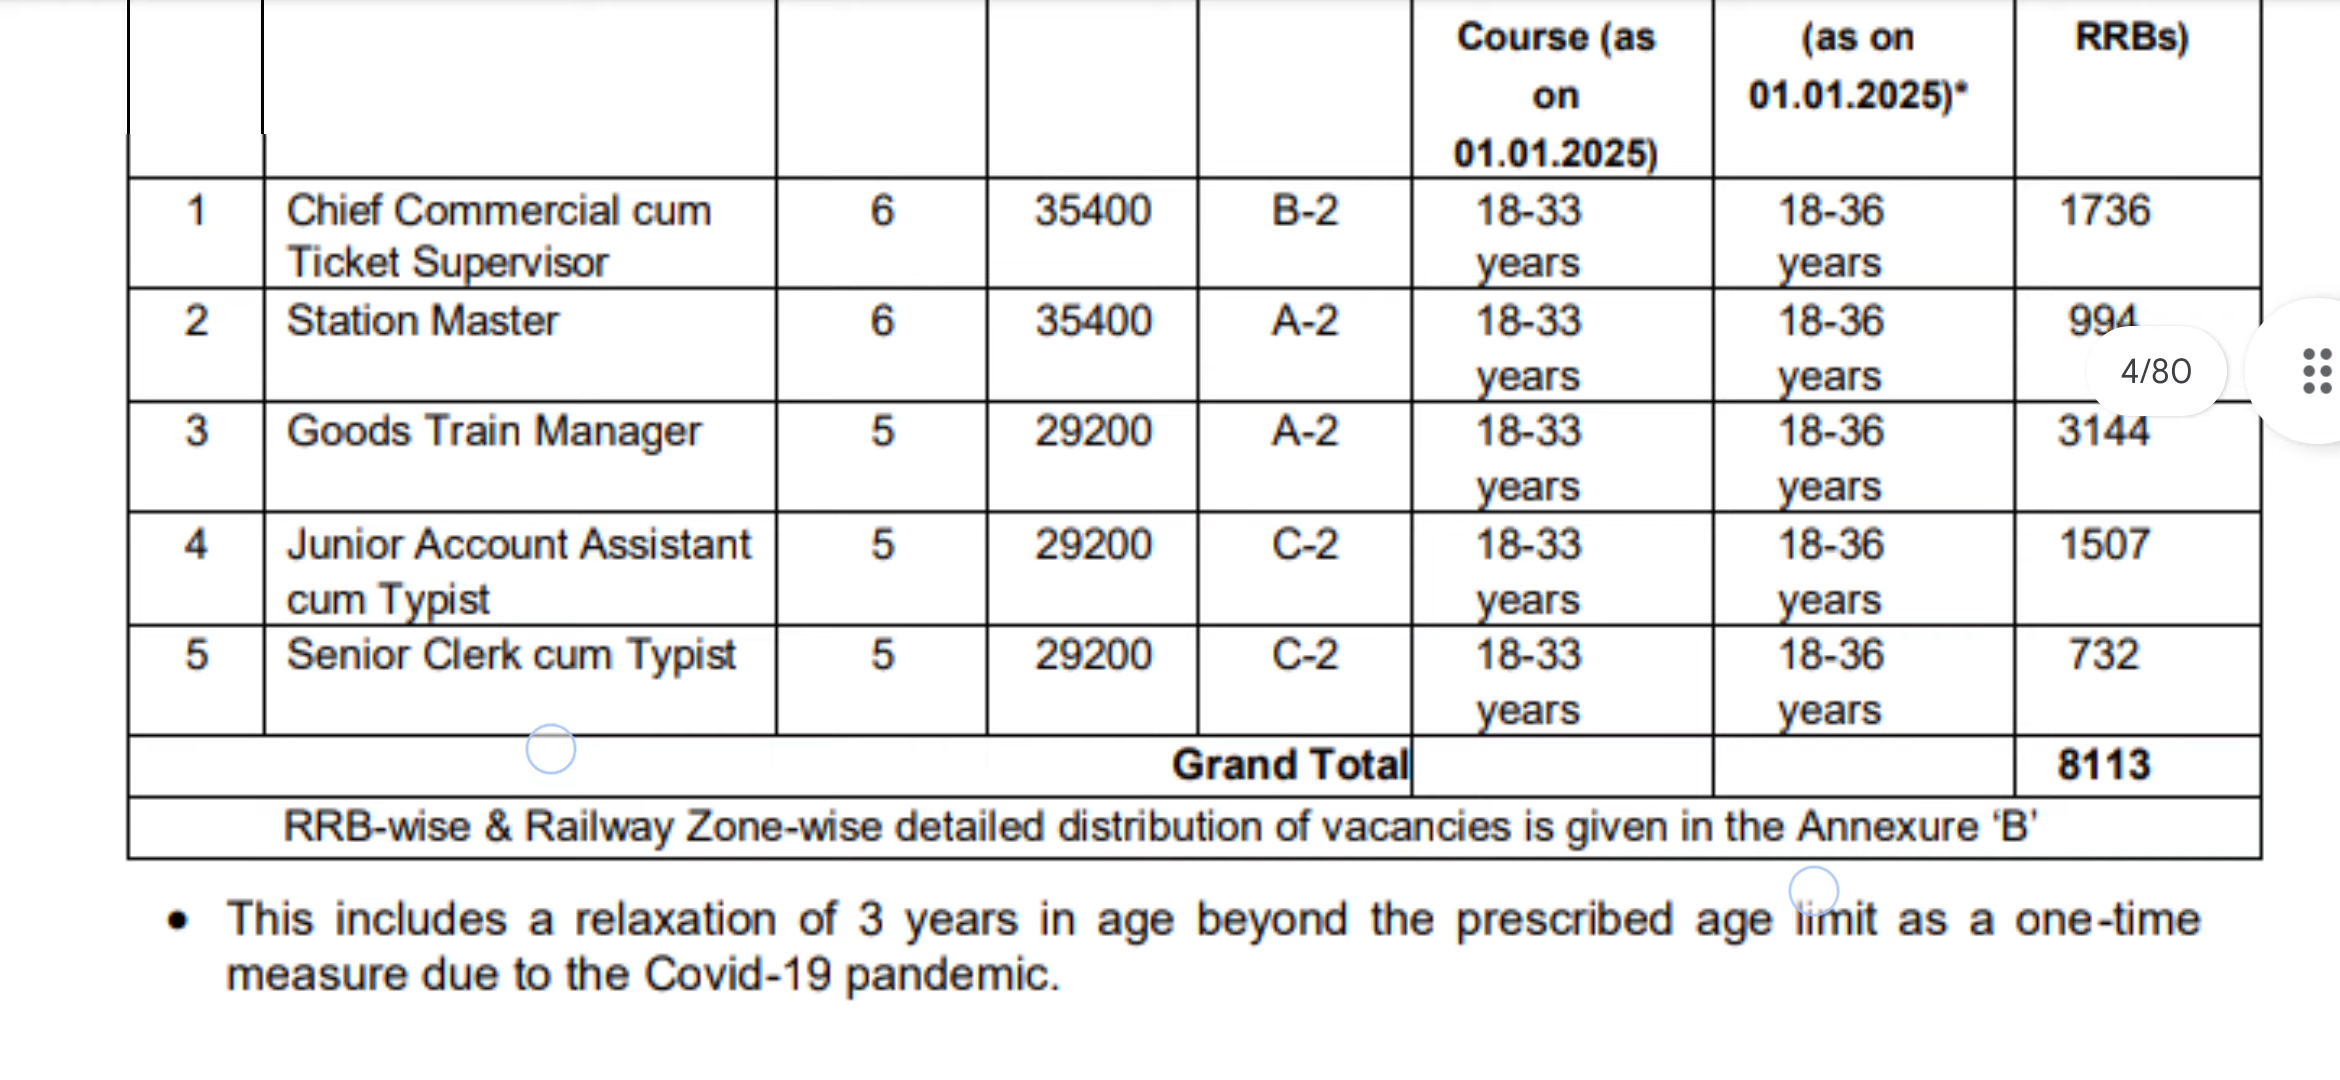 Course (as (as on RRBs)
on 01.01.2025)*
01.01.2025)
1 Chief Commercial cum 6 35400 B-2 18-33 18-36 1736
Ticket Supervisor years years
2 Station Master 6 35400 A-2 18-33 18-36 994
years years 4/80
3 Goods Train Manager 5 29200 A-2 18-33 18-36 3144
years years
4 Junior Account Assistant 5 29200 C-2 18-33 18-36 1507
cum Typist years years
5 Senior Clerk cum Typist 5 29200 C-2 18-33 18-36 732
years years
Grand Total 8113
RRB-wise & Railway Zone-wise detailed distribution of vacancies is given in the Annexure ‘B’
• This includes a relaxation of 3 years in age beyond the prescribed age limit as a one-time
measure due to the Covid-19 pandemic.